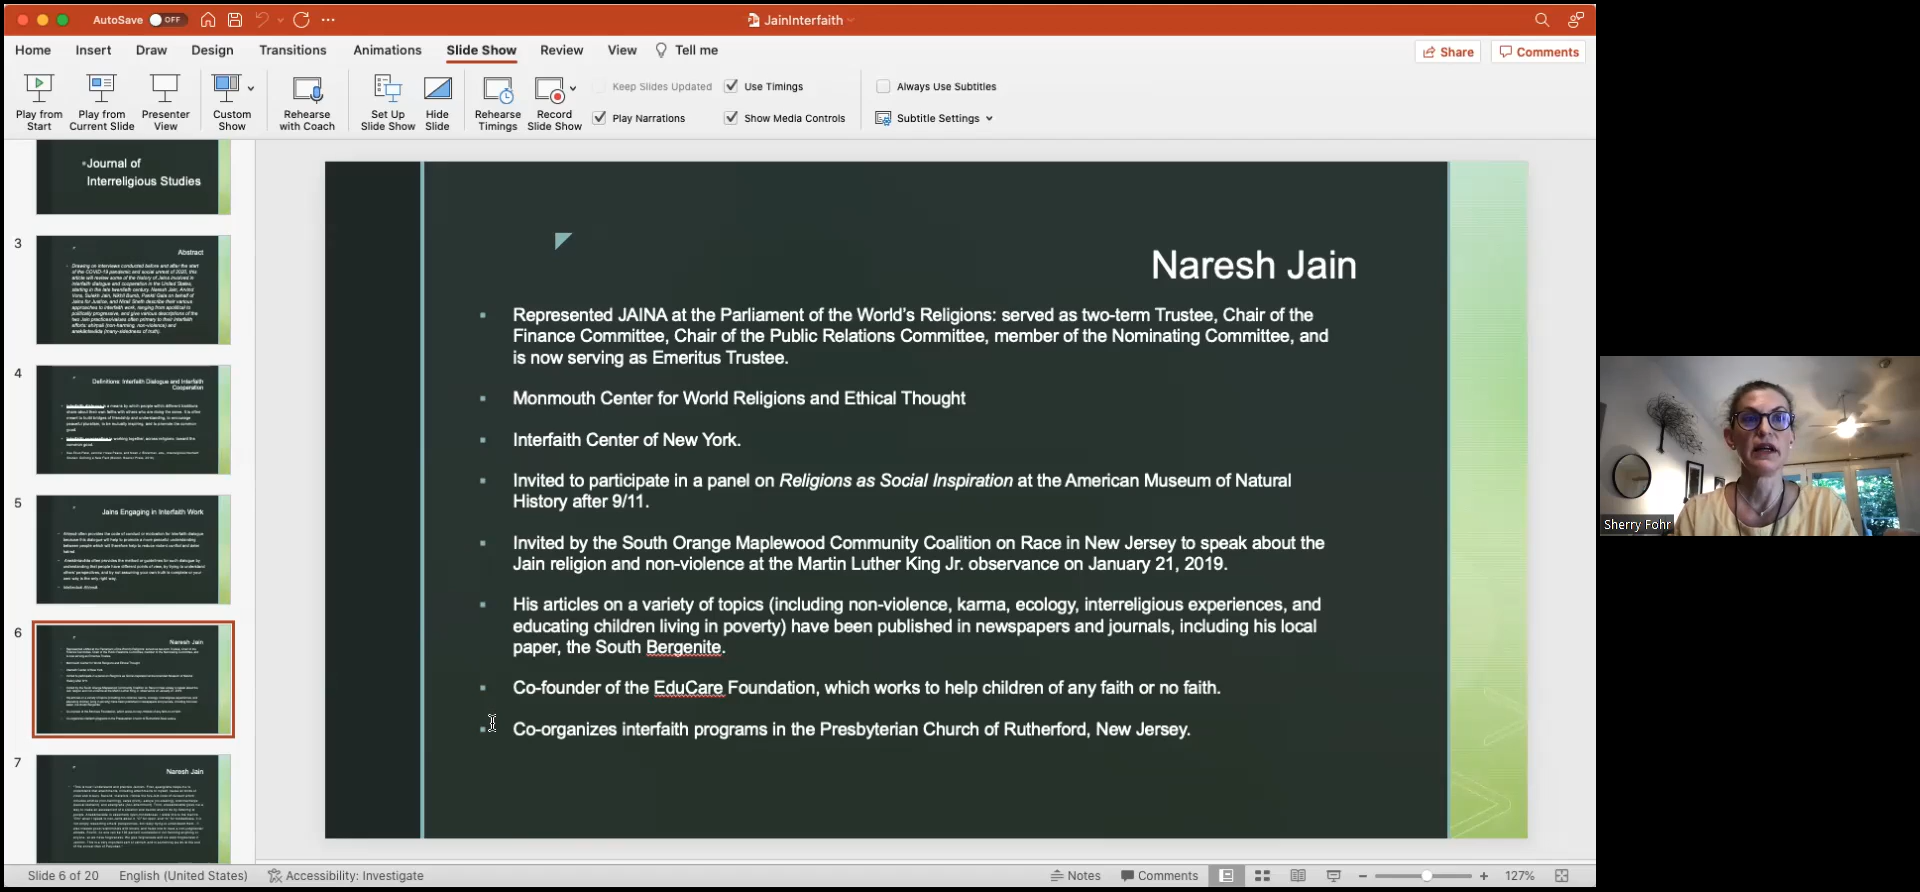 AutoSave OFF
JainInterfaith
Home Insert Draw Design Transitions Animations Slide Show Review View Tell me
Share Comments
Play from Start
Play from Current Slide
Presenter View
Custom Show
Rehearse with Coach
Set Up Slide Show
Hide Slide
Rehearse Timings
Record Slide Show
Keep Slides Updated
Use Timings
Play Narrations
Show Media Controls
Always Use Subtitles
Subtitle Settings
Journal of
Interreligious Studies
3
Abstract
4
Definitions: Interfaith Dialogue and Interfaith
Cooperation
5
Jains Engaging in Interfaith Work
6
Naresh Jain
7
Naresh Jain
Naresh Jain
Represented JAINA at the Parliament of the World’s Religions: served as two-term Trustee, Chair of the
Finance Committee, Chair of the Public Relations Committee, member of the Nominating Committee, and
is now serving as Emeritus Trustee.
Monmouth Center for World Religions and Ethical Thought
Interfaith Center of New York.
Invited to participate in a panel on Religions as Social Inspiration at the American Museum of Natural
History after 9/11.
Invited by the South Orange Maplewood Community Coalition on Race in New Jersey to speak about the
Jain religion and non-violence at the Martin Luther King Jr. observance on January 21, 2019.
His articles on a variety of topics (including non-violence, karma, ecology, interreligious experiences, and
educating children living in poverty) have been published in newspapers and journals, including his local
paper, the South Bergenite.
Co-founder of the EduCare Foundation, which works to help children of any faith or no faith.
Co-organizes interfaith programs in the Presbyterian Church of Rutherford, New Jersey.
Sherry Fohr
Slide 6 of 20 English (United States) Accessibility: Investigate
Notes Comments 127%